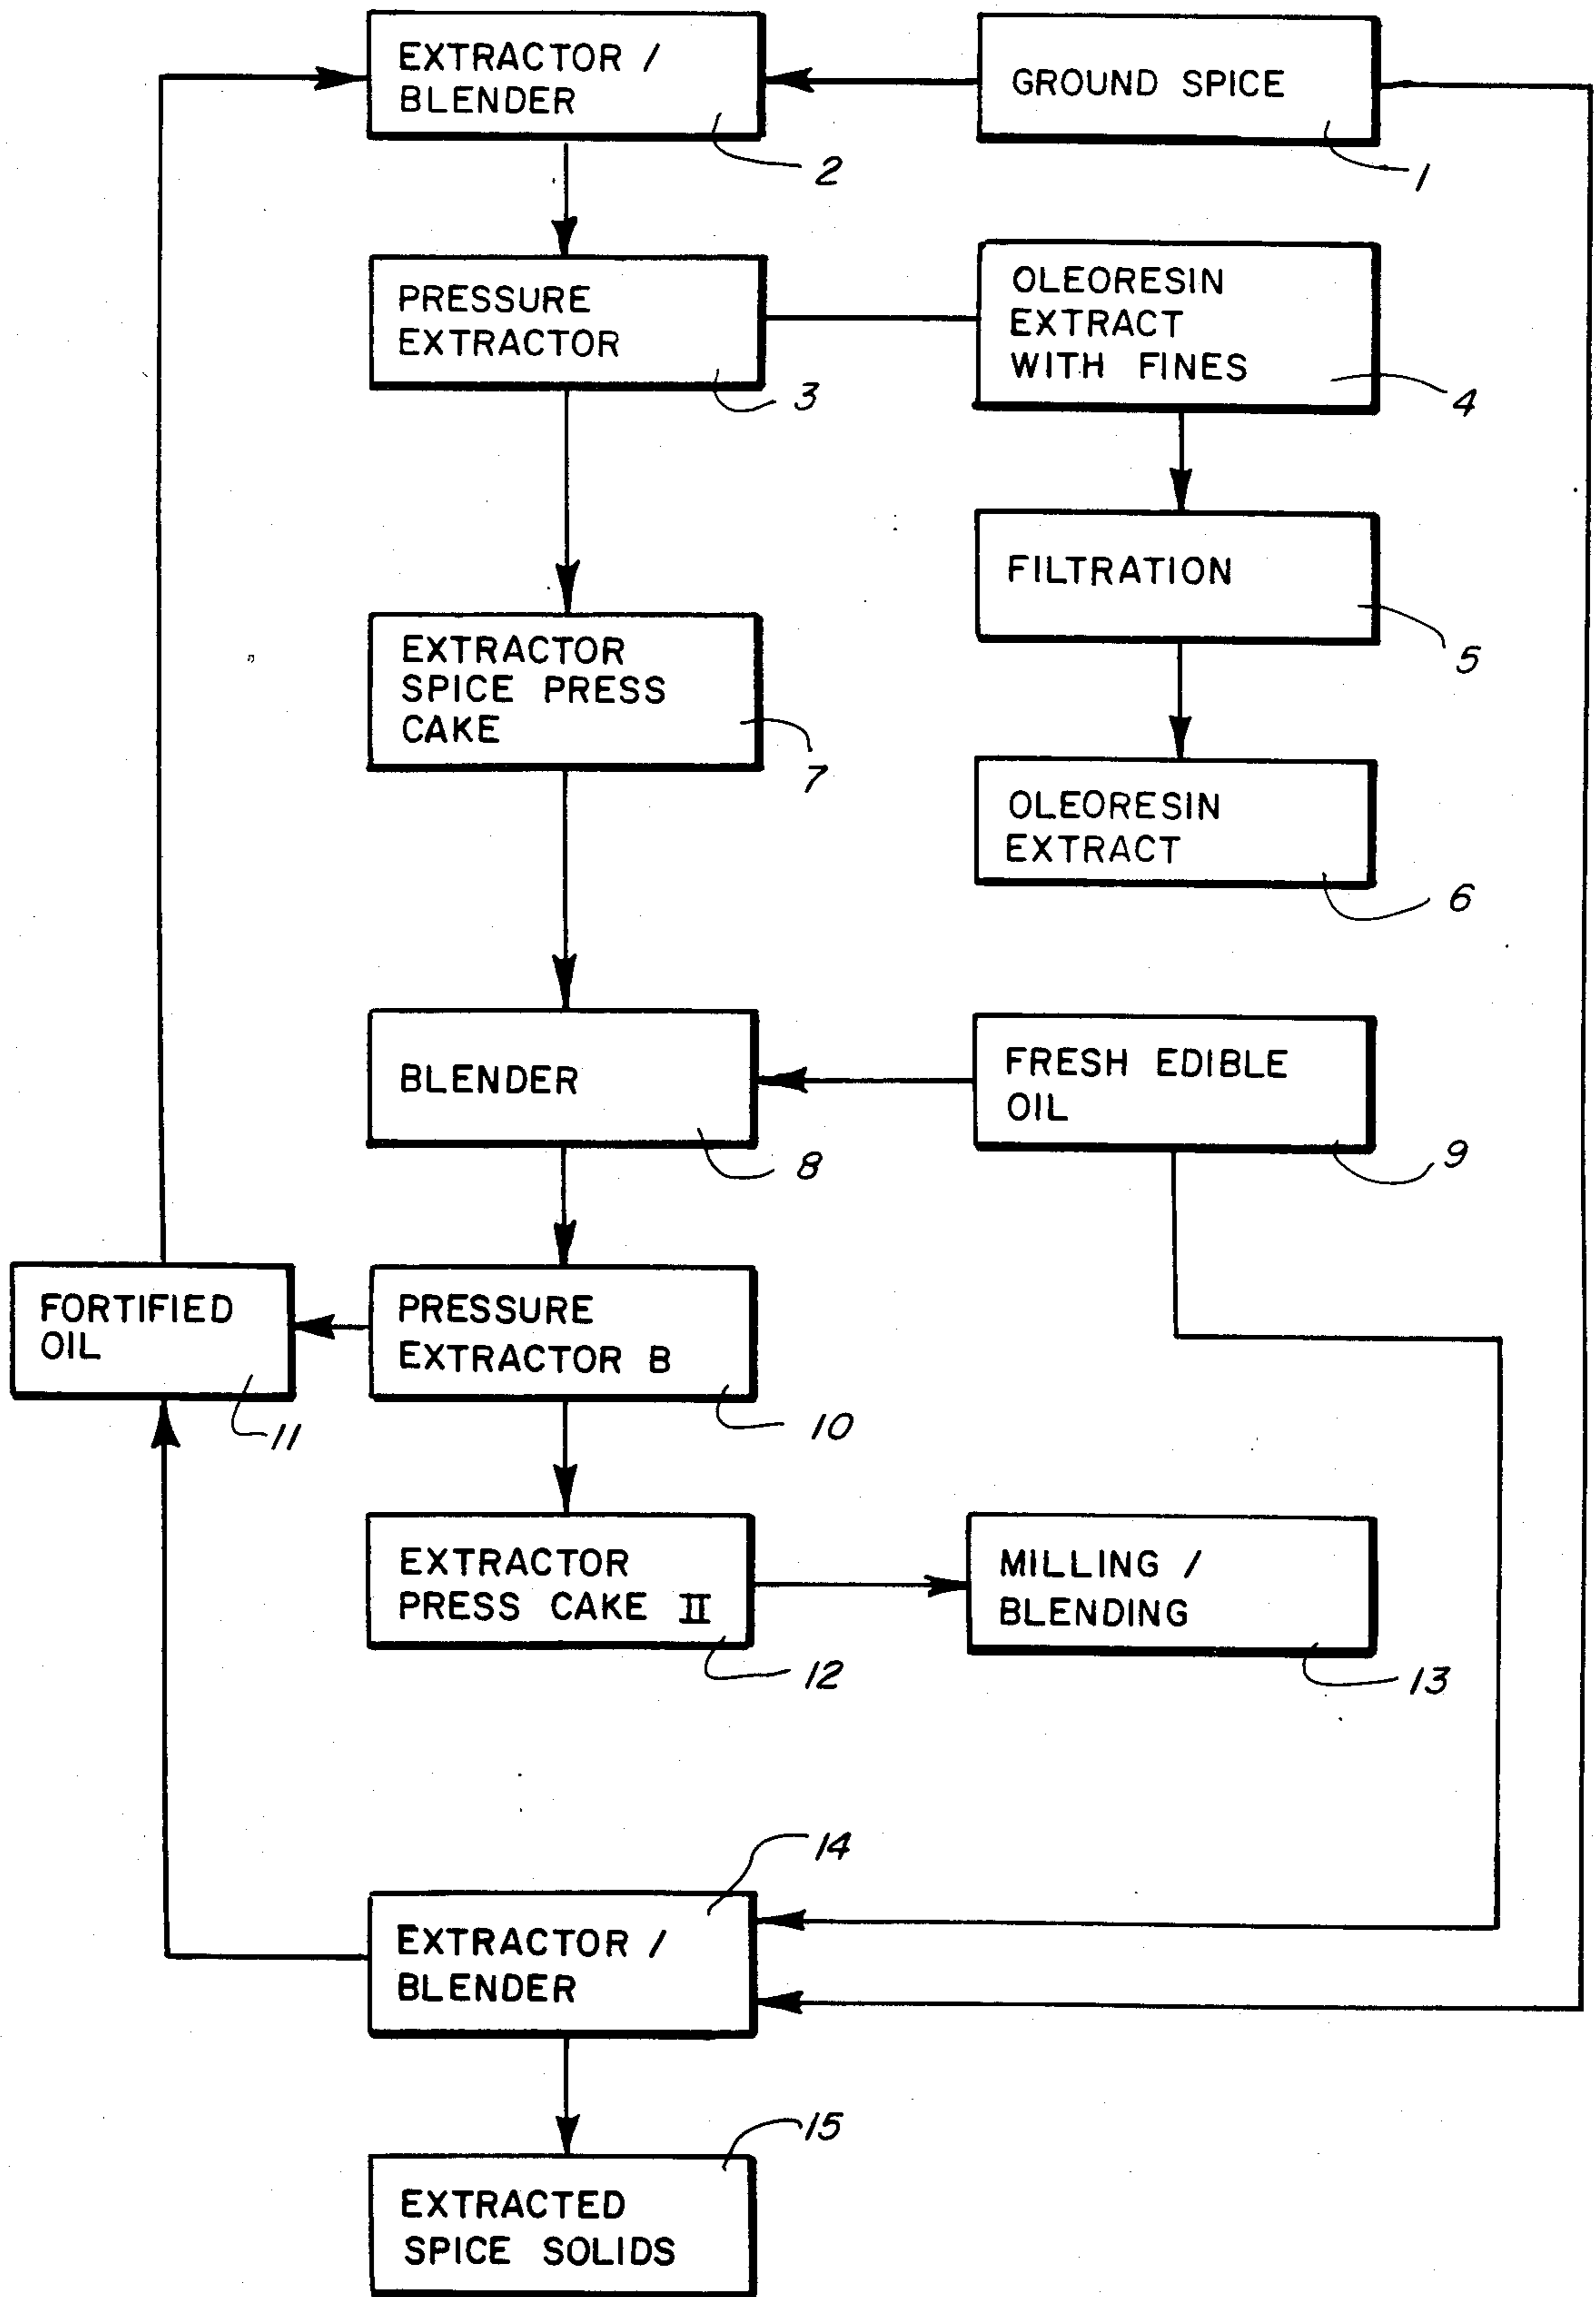 EXTRACTOR /
BLENDER
2
GROUND SPICE
1
PRESSURE
EXTRACTOR
3
OLEORESIN
EXTRACT
WITH FINES
4
FILTRATION
5
EXTRACTOR
SPICE PRESS
CAKE
7
OLEORESIN
EXTRACT
6
BLENDER
8
FRESH EDIBLE
OIL
9
FORTIFIED
OIL
11
PRESSURE
EXTRACTOR B
10
EXTRACTOR
PRESS CAKE II
12
MILLING /
BLENDING
13
14
EXTRACTOR /
BLENDER
15
EXTRACTED
SPICE SOLIDS